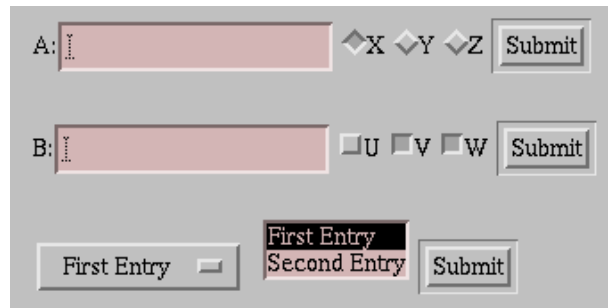 A: X Y Z Submit
B: U V W Submit
First Entry First Entry Submit
Second Entry